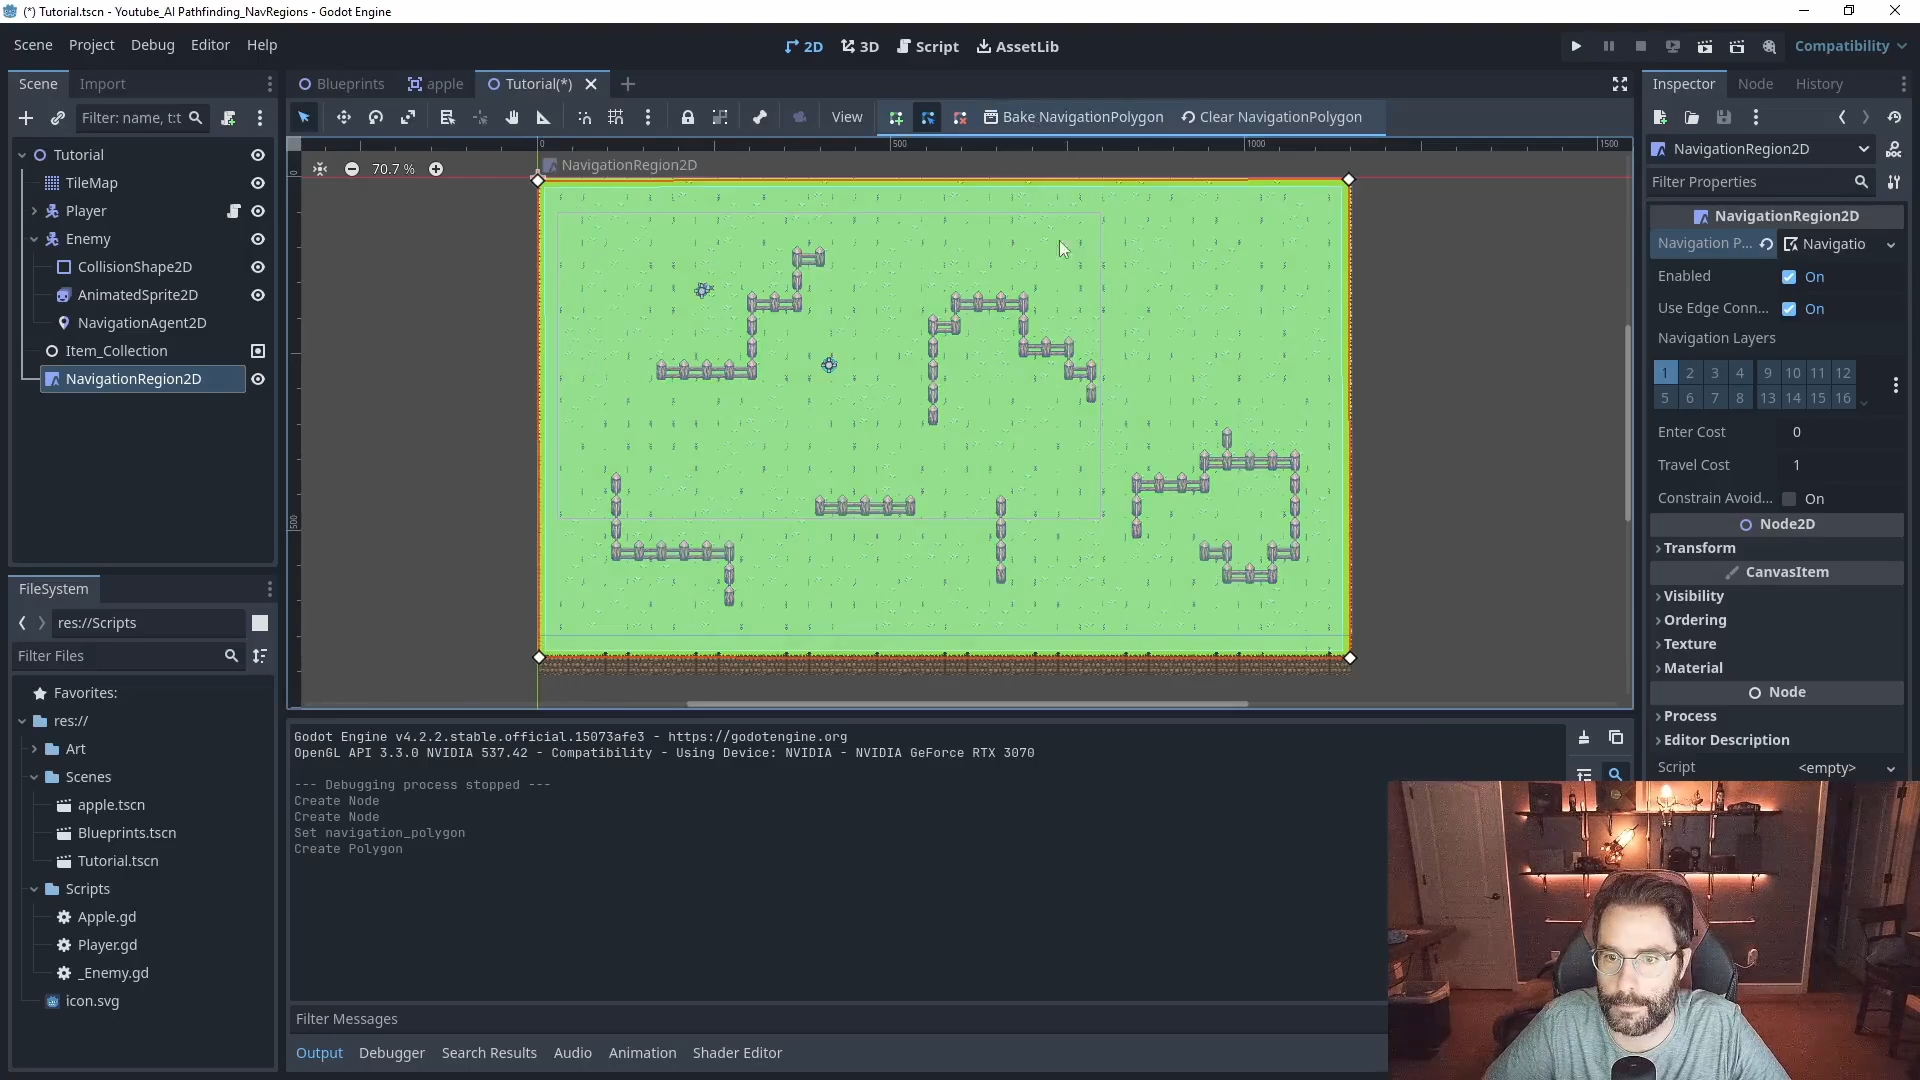 (*) Tutorial.tscn - Youtube_AI Pathfinding_NavRegions - Godot Engine
Scene Project Debug Editor Help
2D 3D Script AssetLib
Compatibility
Scene Import
Blueprints apple Tutorial(*)
Inspector Node History
Filter: name, t:t
View Bake NavigationPolygon Clear NavigationPolygon
0 500 1000 1500
500
70.7 %
NavigationRegion2D
Tutorial
TileMap
Player
Enemy
CollisionShape2D
AnimatedSprite2D
NavigationAgent2D
Item_Collection
NavigationRegion2D
FileSystem
res://Scripts
Filter Files
Favorites:
res://
Art
Scenes
apple.tscn
Blueprints.tscn
Tutorial.tscn
Scripts
Apple.gd
Player.gd
_Enemy.gd
icon.svg
Godot Engine v4.2.2.stable.official.15073afe3 - https://godotengine.org
OpenGL API 3.3.0 NVIDIA 537.42 - Compatibility - Using Device: NVIDIA - NVIDIA GeForce RTX 3070
--- Debugging process stopped ---
Create Node
Create Node
Set navigation_polygon
Create Polygon
Filter Messages
Output Debugger Search Results Audio Animation Shader Editor
NavigationRegion2D
Filter Properties
NavigationRegion2D
Navigation P... Navigatio
Enabled On
Use Edge Conn... On
Navigation Layers
1 2 3 4 9 10 11 12
5 6 7 8 13 14 15 16
Enter Cost 0
Travel Cost 1
Constrain Avoid... On
Node2D
Transform
CanvasItem
Visibility
Ordering
Texture
Material
Node
Process
Editor Description
Script <empty>